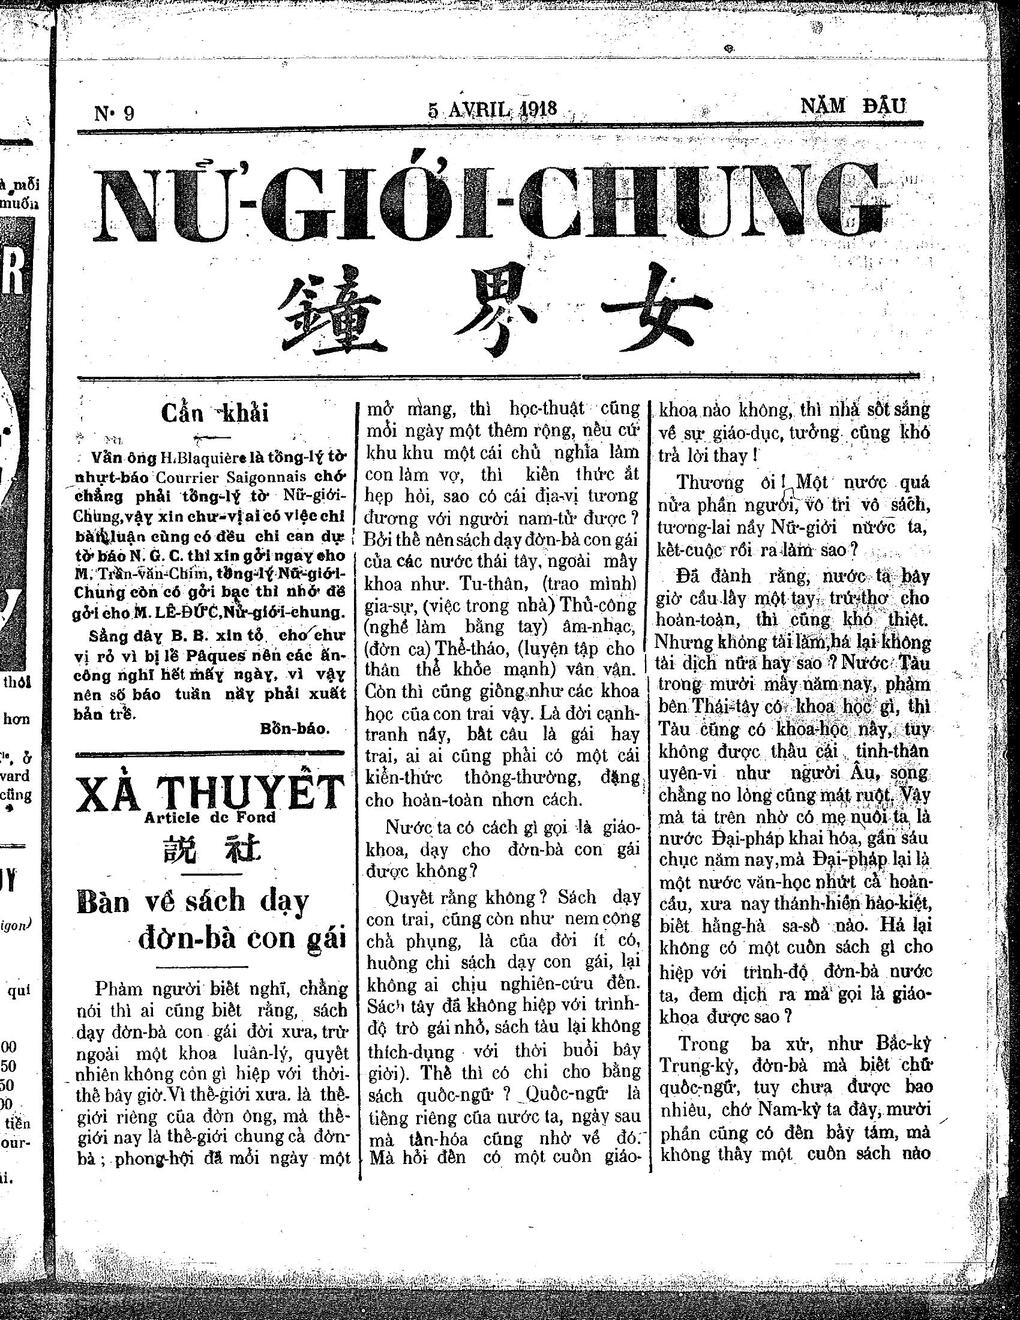 N• 9
5 AVRIL 1918
NĂM ĐẦU
NỬ-GIỚI-CHUNG
鐘 界 女
Cẩn khải
Vẫn ông H.Blaquière là tổng-lý tờ
nhựt-báo Courrier Saigonnais chớ
chẳng phải tổng-lý tờ Nữ-giới-
Chung, vậy xin chư-vị ai có việc chi
bàn luận cùng có đều chi can dự
tờ báo N. G. C. thì xin gởi ngay cho
M. Trần-văn-Chim, tổng-lý Nữ-giới-
Chung còn có gởi bạc thì nhớ đề
gởi cho M. LÊ-ĐỨC, Nử-giới-chung.
Sẳng đây B. B. xin tỏ cho chư
vị rỏ vì bị lễ Pâques nên các ấn-
công nghỉ hết mấy ngày, vì vậy
nên số báo tuần nầy phải xuất
bản trể.
Bổn-báo.
XẢ THUYẾT
Article de Fond
説 社
Bàn về sách dạy
đờn-bà con gái
Phàm người biết nghĩ, chẳng
nói thì ai cũng biết rằng, sách
dạy đờn-bà con gái đời xưa, trừ
ngoài một khoa luân-lý, quyết
nhiên không còn gì hiệp với thời-
thế bây giờ. Vì thế-giới xưa. là thế-
giới riêng của đờn ông, mà thế-
giới nay là thế-giới chung cả đờn-
bà ; phong-hội đã mỗi ngày một
mở mang, thì học-thuật cũng
mỗi ngày một thêm rộng, nếu cứ
khu khu một cái chủ nghĩa làm
con làm vợ, thì kiến thức ắt
hẹp hòi, sao có cái địa-vị tương
đương với người nam-tử được ?
Bởi thế nên sách dạy đờn-bà con gái
của các nước thái tây, ngoài mấy
khoa như. Tu-thân, (trao mình)
gia-sự, (việc trong nhà) Thủ-công
(nghề làm bằng tay) âm-nhạc,
(đờn ca) Thể-tháo, (luyện tập cho
thân thể khỏe mạnh) vân vân.
Còn thì cũng giống như các khoa
học của con trai vậy. Là đời cạnh-
tranh nầy, bất câu là gái hay
trai, ai ai cũng phải có một cái
kiến-thức thông-thường, đặng
cho hoàn-toàn nhơn cách.
Nước ta có cách gì gọi là giáo-
khoa, dạy cho đờn-bà con gái
được không ?
Quyết rằng không ? Sách dạy
con trai, cũng còn như nem công
chả phụng, là của đời ít có,
huống chi sách dạy con gái, lại
không ai chịu nghiên-cứu đến.
Sách tây đã không hiệp với trình-
độ trò gái nhỏ, sách tàu lại không
thích-dụng với thời buổi bây
giờ). Thế thì có chi cho bằng
sách quốc-ngữ ? Quốc-ngữ là
tiếng riêng của nước ta, ngày sau
mà tấn-hóa cũng nhờ về đó.
Mà hỏi đến có một cuốn giáo-
khoa nào không, thì nhà sốt sắng
về sự giáo-dục, tưởng cũng khó
trả lời thay !
Thương ôi ! Một nước quá
nửa phần người, vô tri vô sách,
tương-lai nầy Nữ-giới nước ta,
kết-cuộc rồi ra làm sao ?
Đã đành rằng, nước ta bây
giờ cầu lấy một tay trứ-thơ cho
hoàn-toàn, thì cũng khó thiệt.
Nhưng không tài làm, há lại không
tài dịch nữa hay sao ? Nước Tàu
trong mười mấy năm nay, phàm
bên Thái-tây có khoa học gì, thì
Tàu cũng có khoa-học nầy, tuy
không được thấu cái tinh-thần
uyên-vi như người Âu, song
chẳng no lòng cũng mát ruột. Vậy
mà ta trên nhờ có mẹ nuôi ta là
nước Đại-pháp khai hóa, gần sáu
chục năm nay, mà Đại-pháp lại là
một nước văn-học nhứt cả hoàn-
cầu, xưa nay thánh-hiền hào-kiệt,
biết hằng-hà sa-số nào. Há lại
không có một cuốn sách gì cho
hiệp với trình-độ đờn-bà nước
ta, đem dịch ra mà gọi là giáo-
khoa được sao ?
Trong ba xứ, như Bắc-kỳ
Trung-kỳ, đờn-bà mà biết chữ
quốc-ngữ, tuy chưa được bao
nhiêu, chớ Nam-kỳ ta đây, mười
phần cũng có đến bảy tám, mà
không thấy một cuốn sách nào